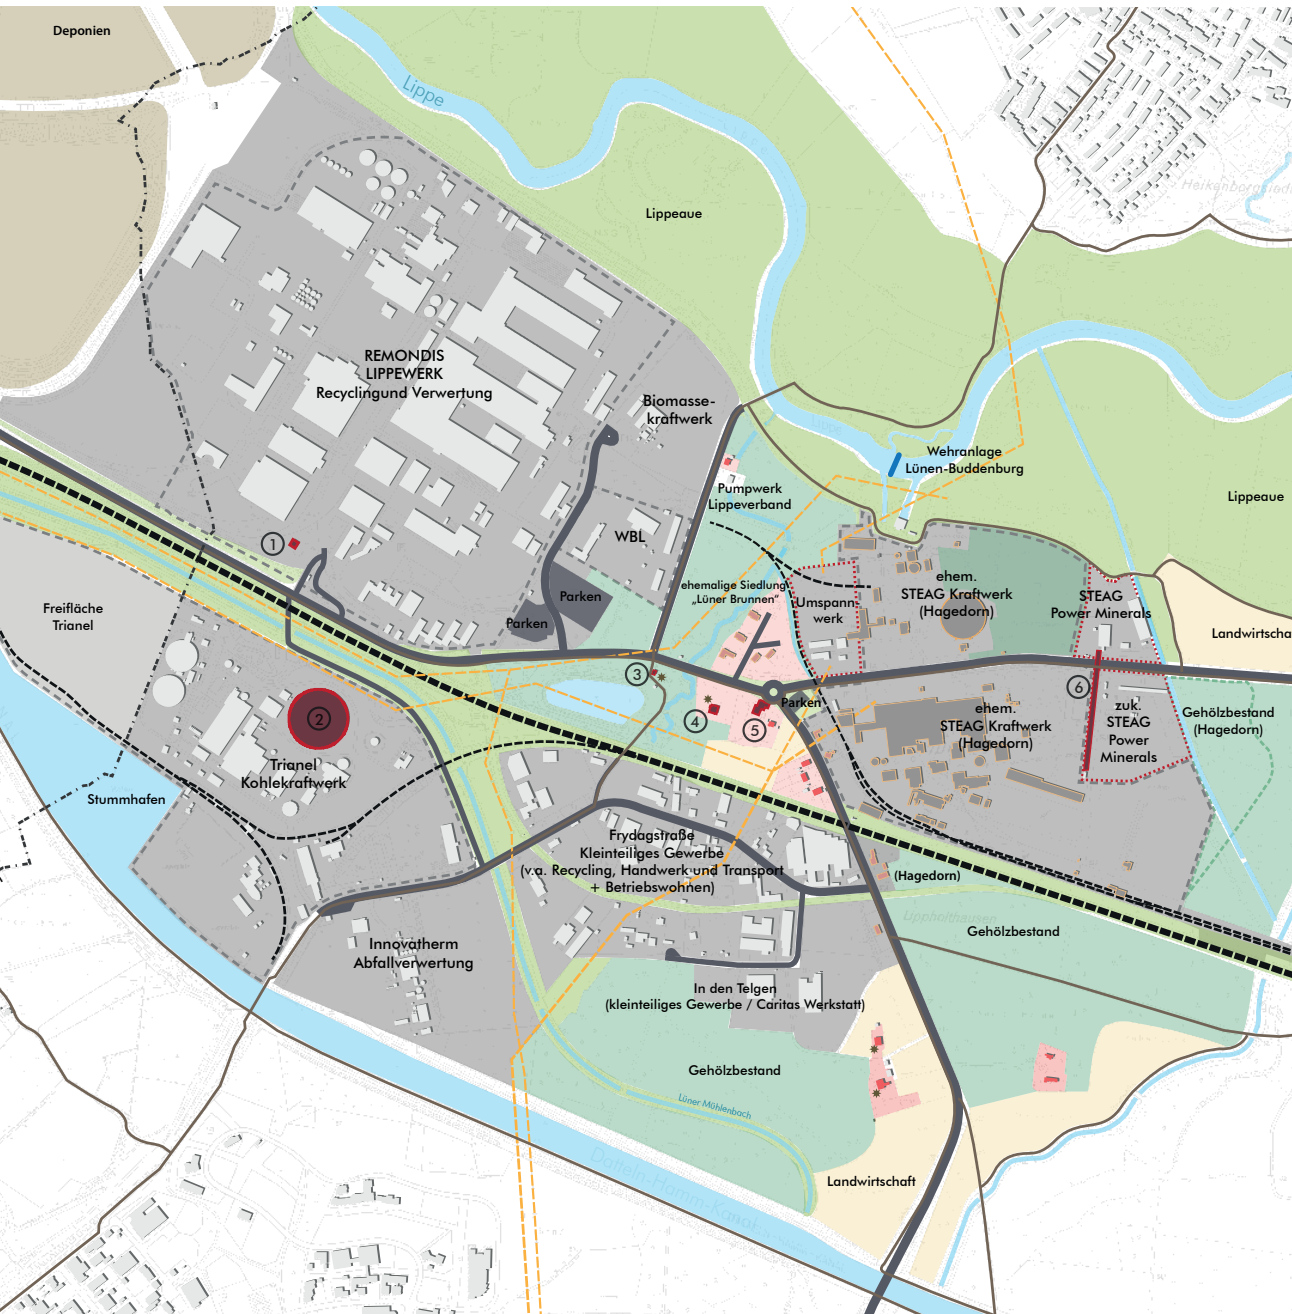 Deponien
Lippe
Lippeaue
Heikenbergsiedl
REMONDIS
LIPPEWERK
Recyclingund Verwertung
Biomasse-
kraftwerk
Lippe
Wehranlage
Lünen-Buddenburg
Lippeaue
Pumpwerk
Lippeverband
WBL
1
ehemalige Siedlung
„Lüner Brunnen“
Umspann-
werk
ehem.
STEAG Kraftwerk
(Hagedorn)
STEAG
Power Minerals
Freifläche
Trianel
Parken
Parken
Landwirtscha
3
6
2
4
5
Parken
ehem.
STEAG Kraftwerk
(Hagedorn)
zuk.
STEAG
Power
Minerals
Gehölzbestand
(Hagedorn)
Trianel
Kohlekraftwerk
Stummhafen
Frydagstraße
Kleinteiliges Gewerbe
(v.a. Recycling, Handwerk und Transport
+ Betriebswohnen)
(Hagedorn)
Lippholthausen
Gehölzbestand
Innovatherm
Abfallverwertung
In den Telgen
(kleinteiliges Gewerbe / Caritas Werkstatt)
Gehölzbestand
Lüner Mühlenbach
Datteln-Hamm-Kanal
Landwirtschaft